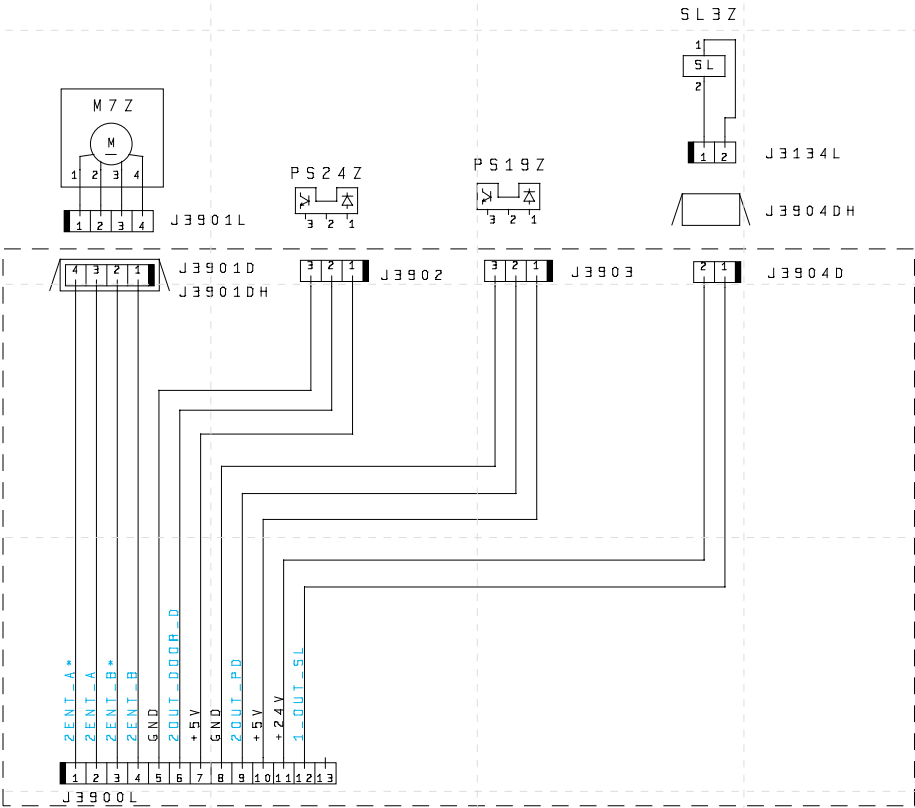 SL3Z
1
SL
2
M7Z
M
1 2 3 4
1 2 3 4
J3901L
PS24Z
3 2 1
PS19Z
3 2 1
1 2
J3134L
J3904DH
4 3 2 1
J3901D
J3901DH
3 2 1
J3902
3 2 1
J3903
2 1
J3904D
2ENT_A*
2ENT_A
2ENT_B*
2ENT_B
GND
2OUT_DOOR_D
+5V
GND
2OUT_PD
+5V
+24V
1_OUT_SL
1 2 3 4 5 6 7 8 9 10 11 12 13
J3900L